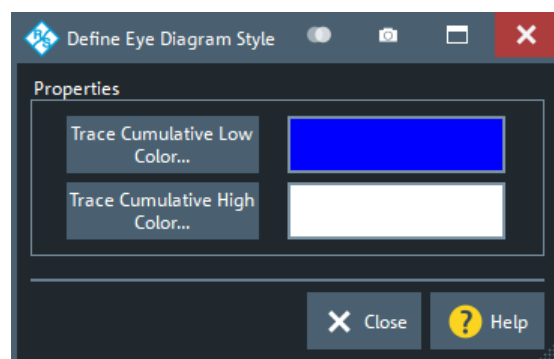 R&S Define Eye Diagram Style
Properties
Trace Cumulative Low
Color...
Trace Cumulative High
Color...
Close
? Help